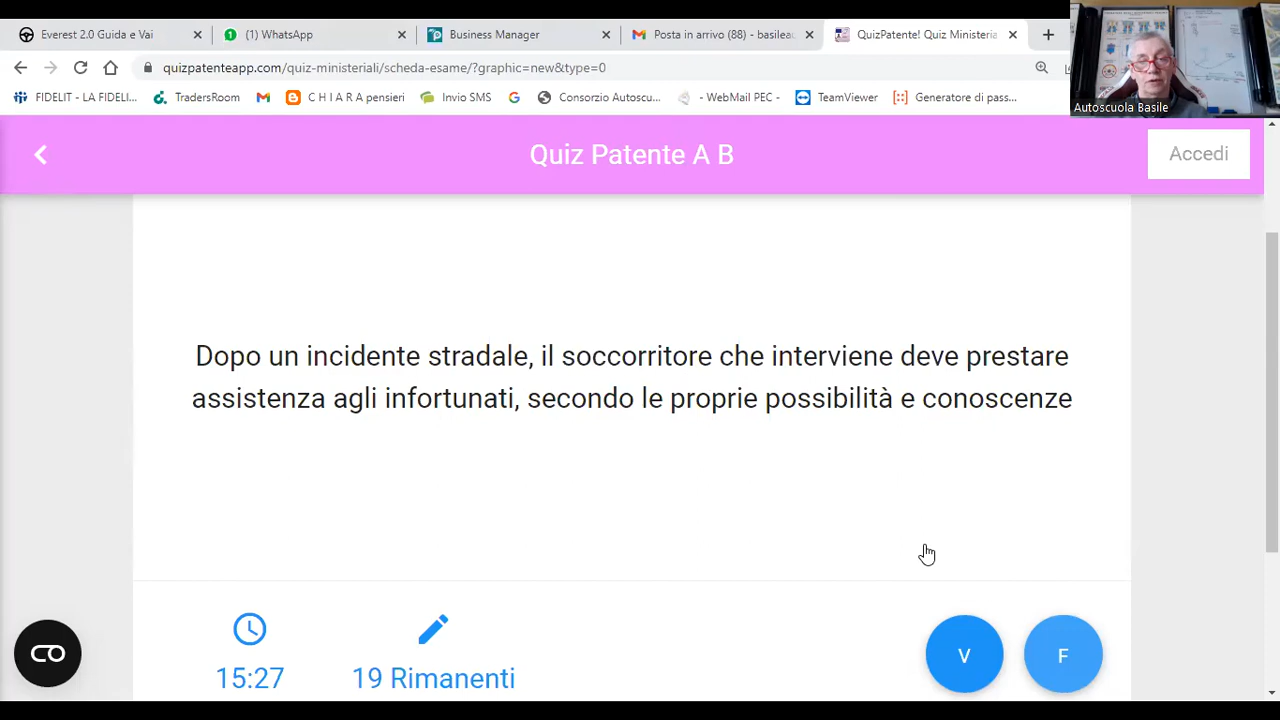 Everest 2.0 Guida e Vai
(1) WhatsApp
Business Manager
Posta in arrivo (88) - basileau
QuizPatente! Quiz Ministeria
quizpatenteapp.com/quiz-ministeriali/scheda-esame/?graphic=new&type=0
FIDELIT - LA FIDELI...
TradersRoom
C H I A R A pensieri
Invio SMS
Consorzio Autoscu...
- WebMail PEC -
TeamViewer
Generatore di pass...
Autoscuola Basile
Quiz Patente A B
Accedi
Dopo un incidente stradale, il soccorritore che interviene deve prestare
assistenza agli infortunati, secondo le proprie possibilità e conoscenze
15:27
19 Rimanenti
V
F